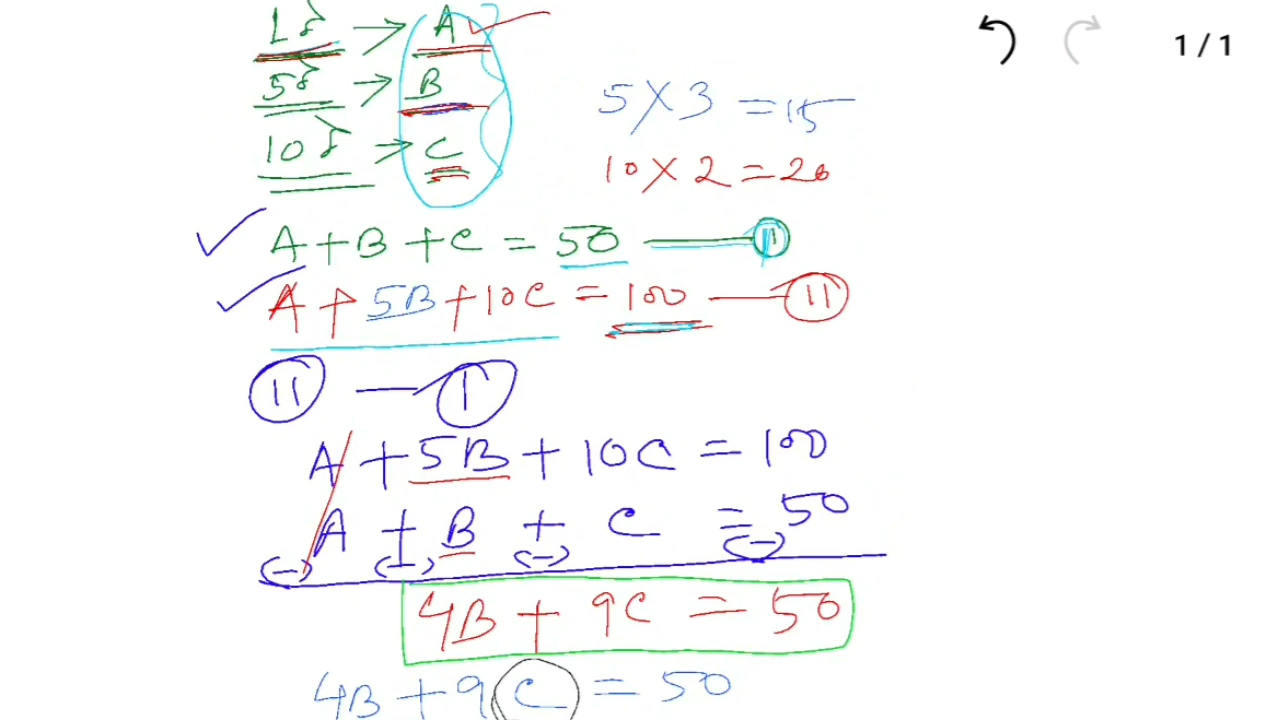 1 → A
5 → B
10 → C
5 X 3 = 15
10 X 2 = 20
1 / 1
A + B + C = 50
A + 5B + 10C = 100 — II
II — I
A + 5B + 10C = 100
A + B + C = 50
(-) (-) (-) (-)
4B + 9C = 50
4B + 9C = 50